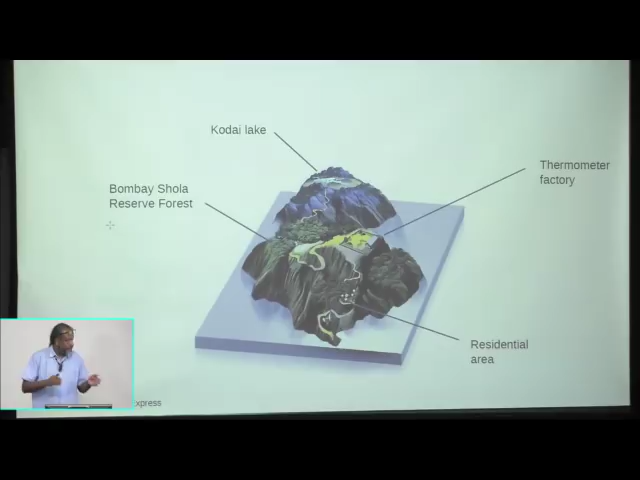 Kodai lake
Thermometer
factory
Bombay Shola
Reserve Forest
Residential
area
xpress